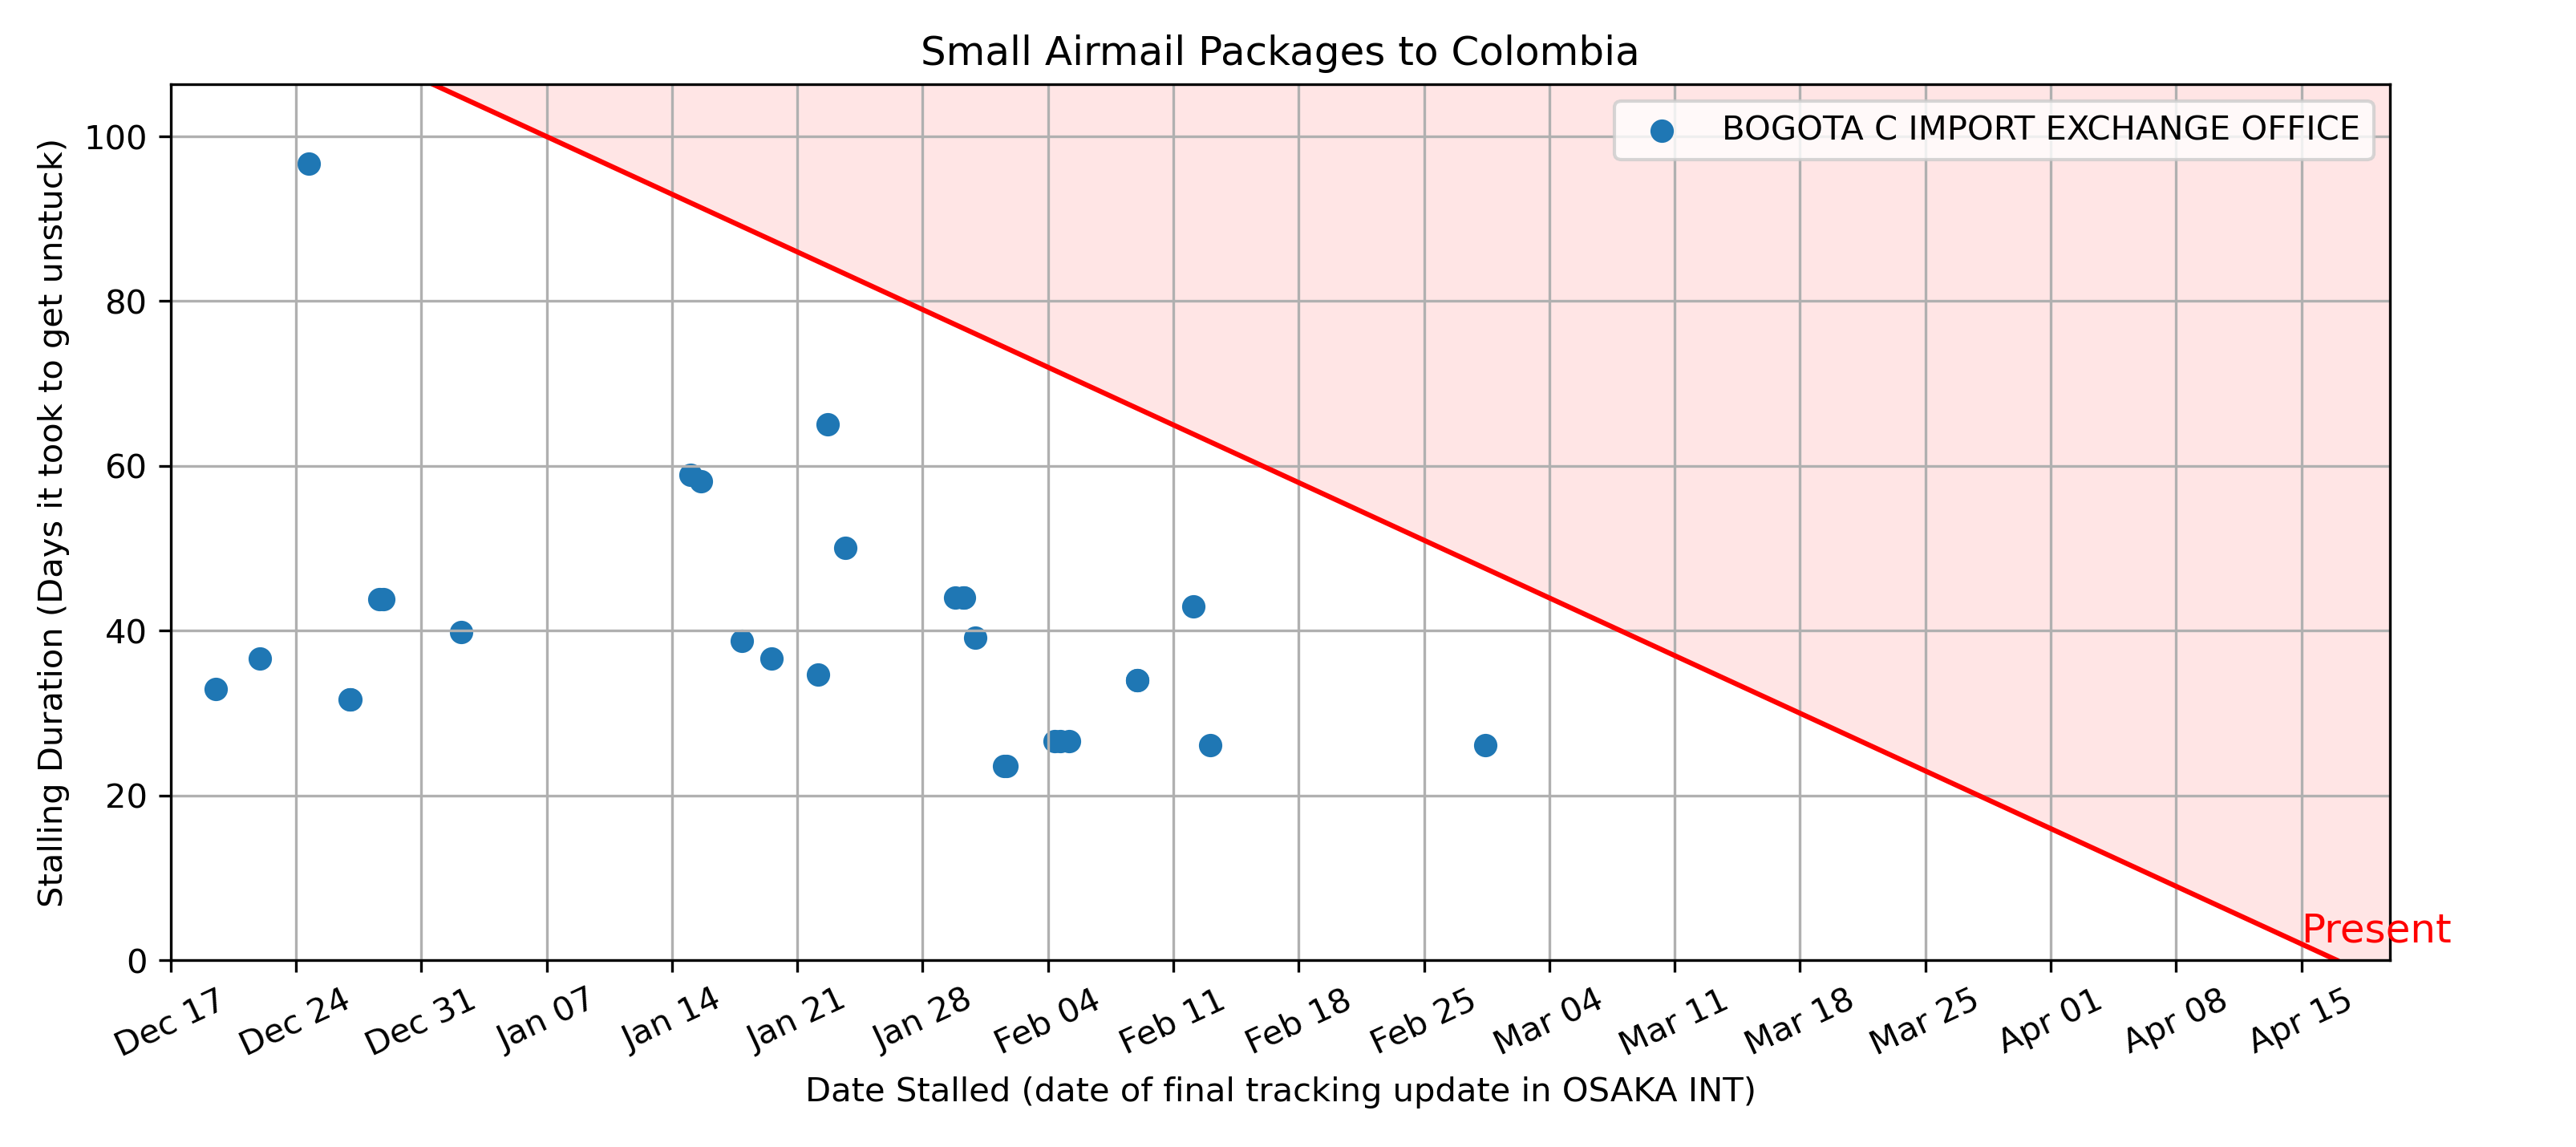 Small Airmail Packages to Colombia
BOGOTA C IMPORT EXCHANGE OFFICE
Stalling Duration (Days it took to get unstuck)
100
80
60
40
20
0
Present
Dec 17
Dec 24
Dec 31
Jan 07
Jan 14
Jan 21
Jan 28
Feb 04
Feb 11
Feb 18
Feb 25
Mar 04
Mar 11
Mar 18
Mar 25
Apr 01
Apr 08
Apr 15
Date Stalled (date of final tracking update in OSAKA INT)